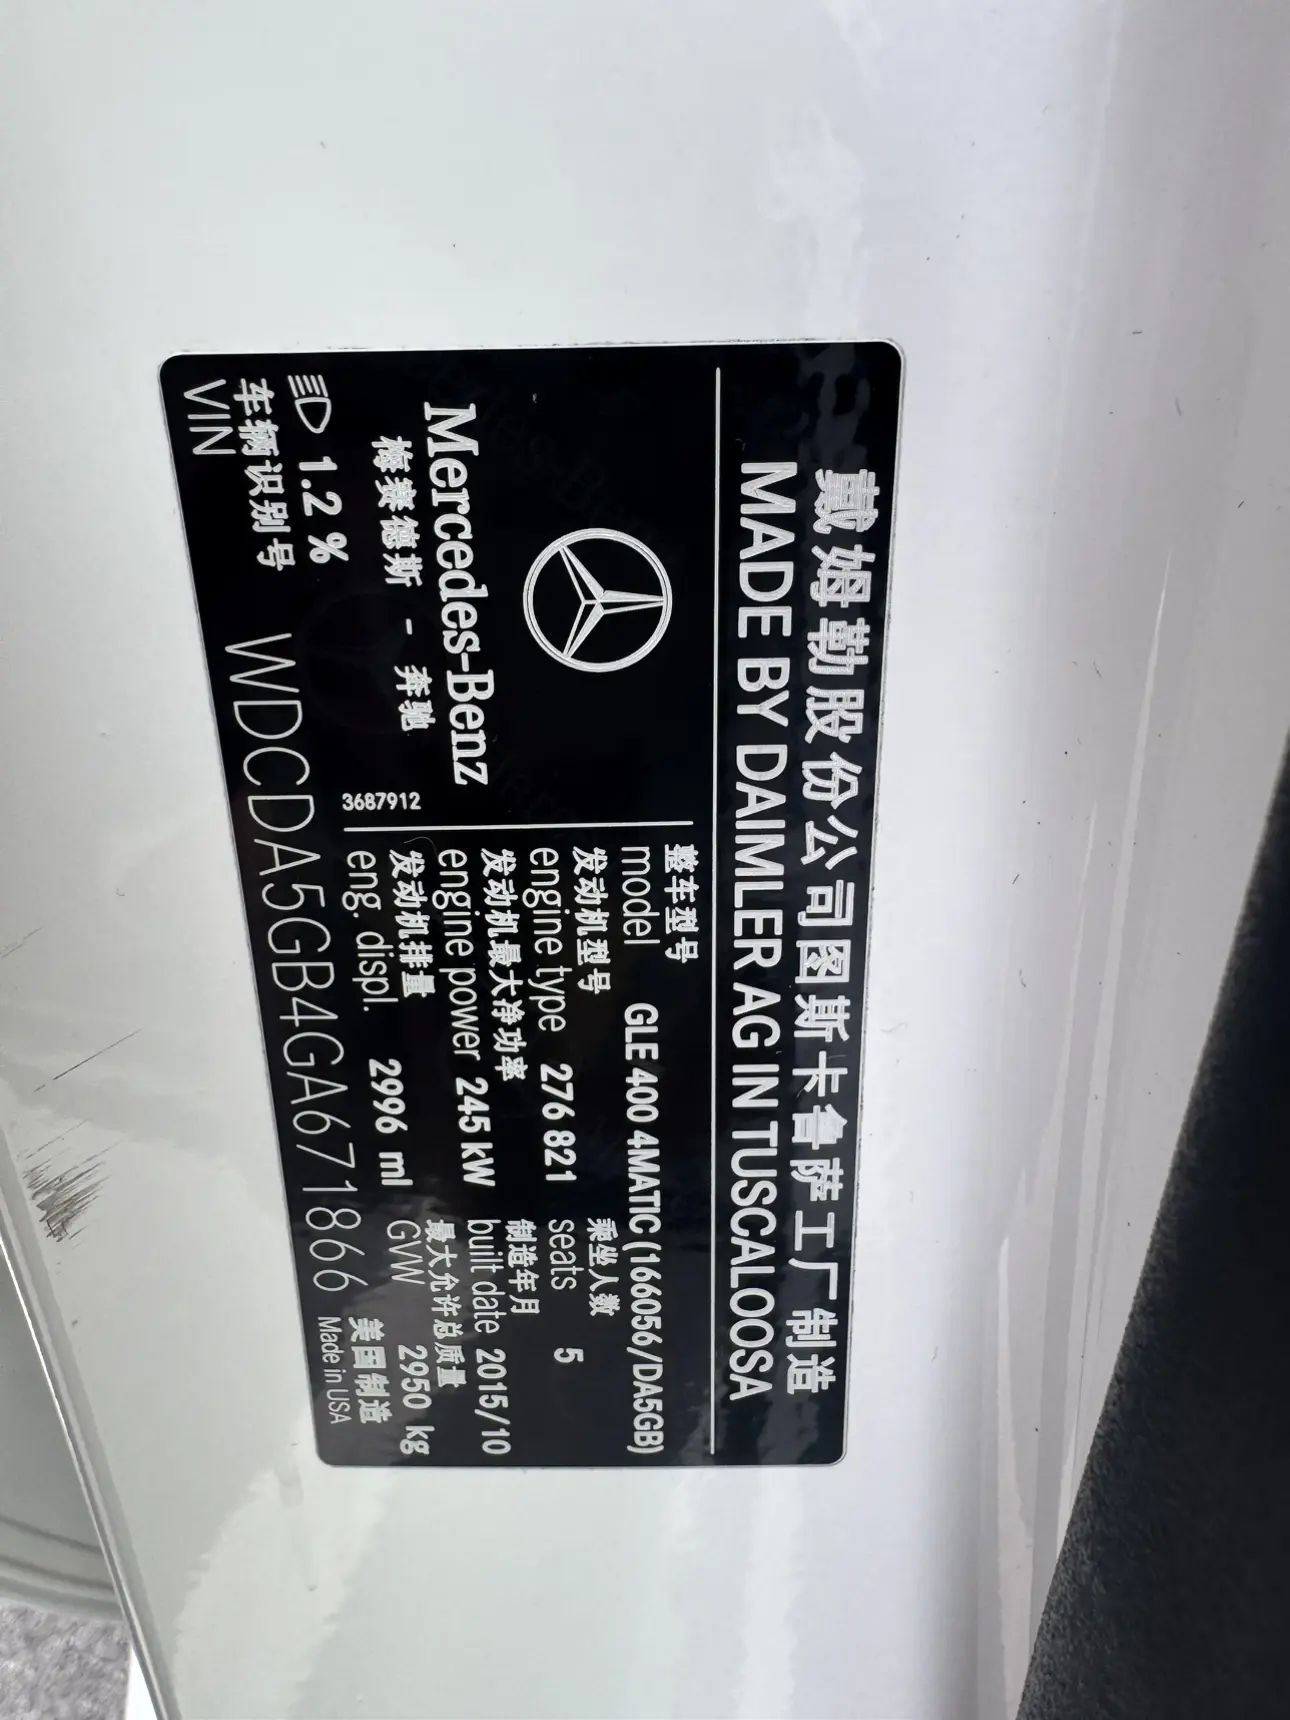 戴姆勒股份公司图斯卡鲁萨工厂制造
MADE BY DAIMLER AG IN TUSCALOOSA
Mercedes-Benz
梅赛德斯 - 奔驰
3687912
整车型号
model GLE 400 4MATIC (166056/DA5GB)
发动机型号
engine type 276 821
乘坐人数
seats 5
发动机最大净功率
engine power 245 kW
制造年月
built date 2015/10
发动机排量
eng. displ. 2996 ml
最大允许总质量
GVW 2950 kg
1.2 %
车辆识别号
VIN WDCDA5GB4GA671866
美国制造
Made in USA